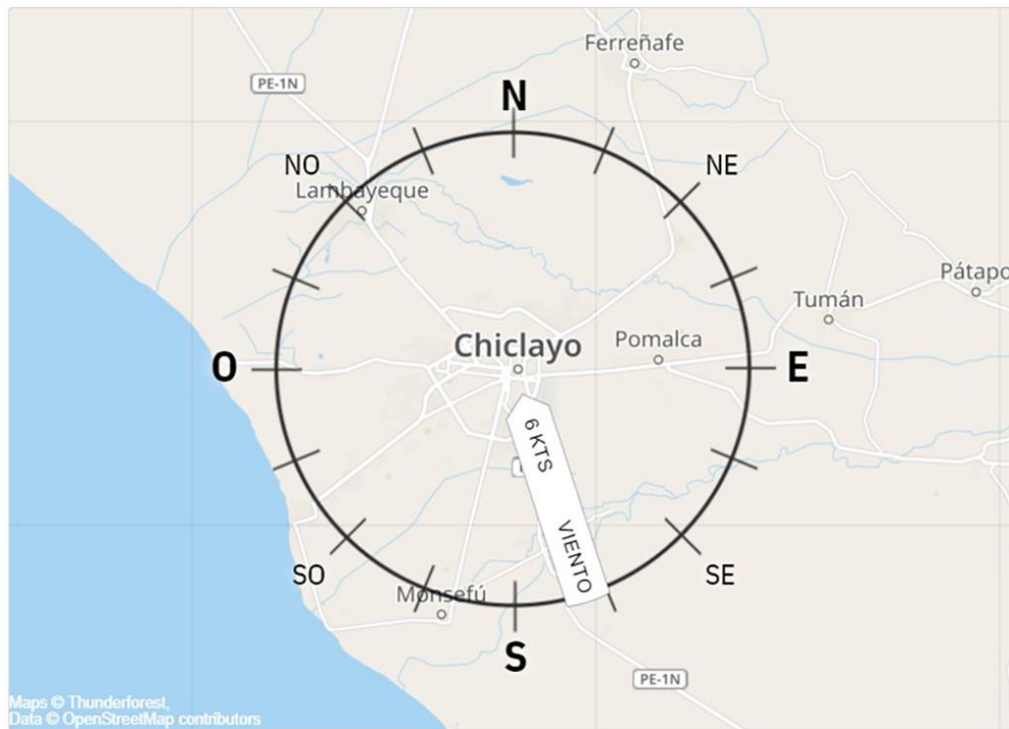 Ferreñafe
PE-1N
N
NO
NE
Lambayeque
Pátapo
Tumán
Chiclayo
Pomalca
O
E
6 KTS
VIENTO
SO
SE
Monsefú
S
PE-1N
Maps © Thunderforest,
Data © OpenStreetMap contributors